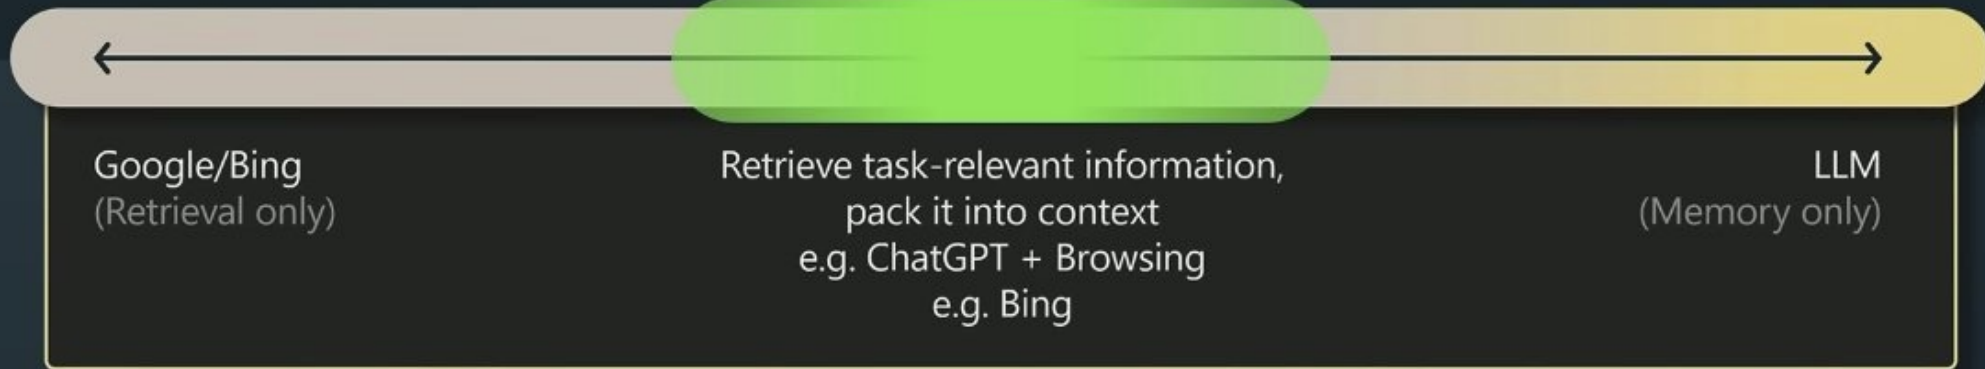 Google/Bing
(Retrieval only)
Retrieve task-relevant information,
pack it into context
e.g. ChatGPT + Browsing
e.g. Bing
LLM
(Memory only)